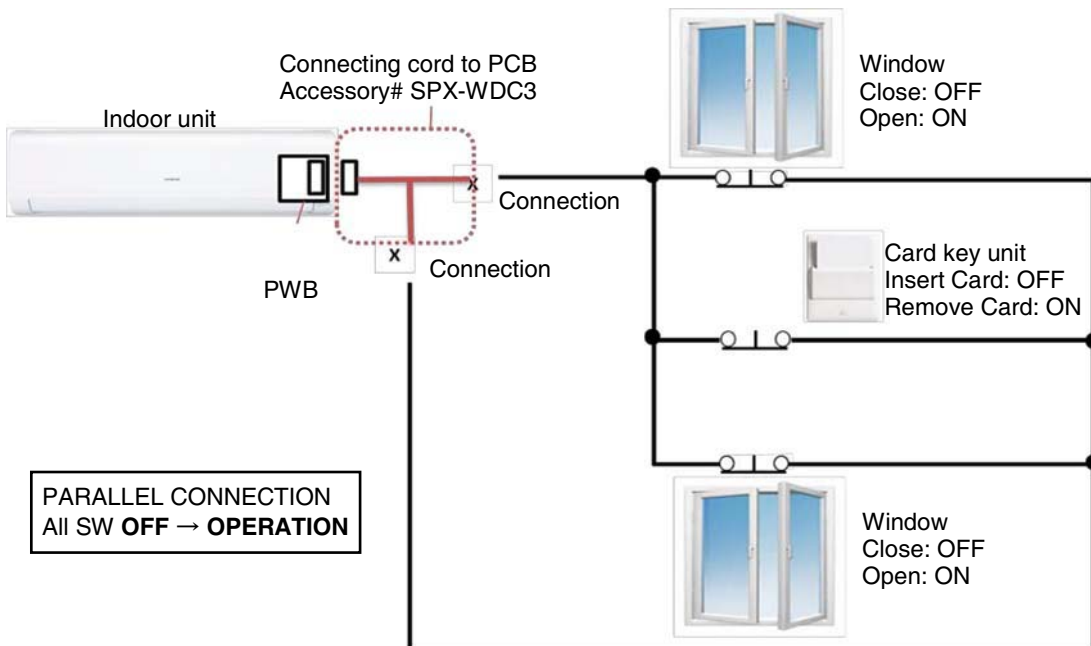 Connecting cord to PCB
Accessory# SPX-WDC3
Indoor unit
Window
Close: OFF
Open: ON
X
Connection
X
Connection
PWB
Card key unit
Insert Card: OFF
Remove Card: ON
PARALLEL CONNECTION
All SW OFF → OPERATION
Window
Close: OFF
Open: ON